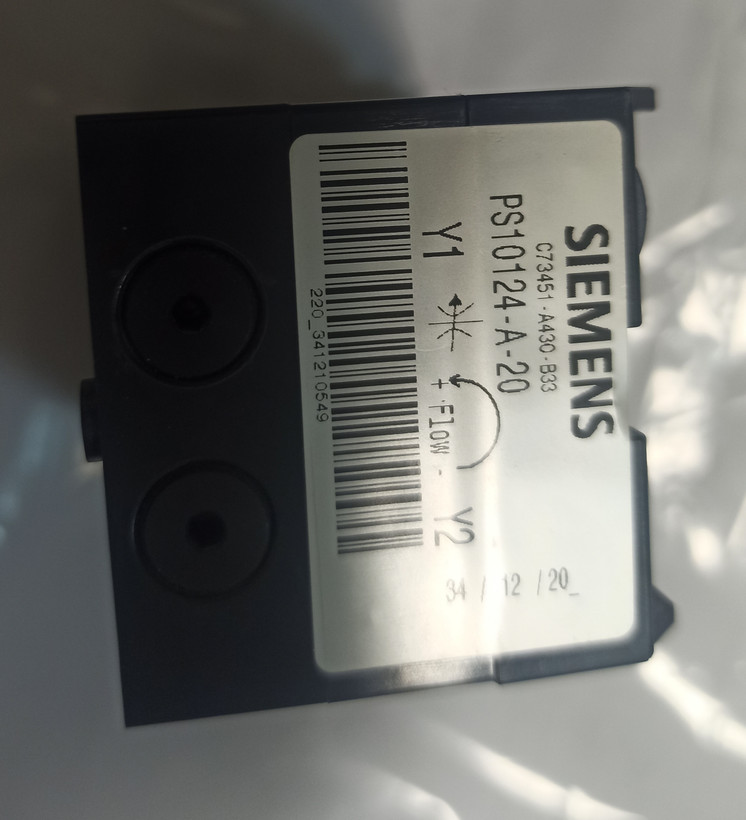 SIEMENS
C73451-A430-B33
PS10124-A-20
Y1 + Flow - Y2
220_341210549
34 / 12 / 20_